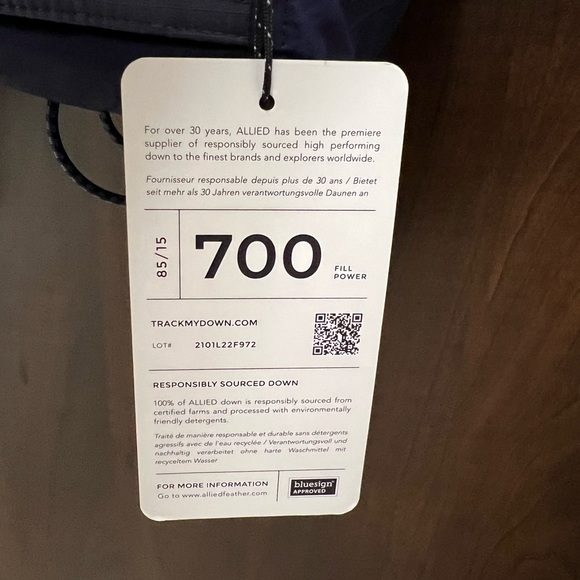 For over 30 years, ALLIED has been the premiere
supplier of responsibly sourced high performing
down to the finest brands and explorers worldwide.
Fournisseur responsable depuis plus de 30 ans / Bietet
seit mehr als 30 Jahren verantwortungsvolle Daunen an
85/15
700
FILL
POWER
TRACKMYDOWN.COM
LOT# 2101L22F972
RESPONSIBLY SOURCED DOWN
100% of ALLIED down is responsibly sourced from
certified farms and processed with environmentally
friendly detergents.
Traité de manière responsable et durable sans détergents
agressifs avec de l'eau recyclée / Verantwortungsvoll und
nachhaltig verarbeitet ohne harte Waschmittel mit
recyceltem Wasser
FOR MORE INFORMATION
Go to www.alliedfeather.com
bluesign®
APPROVED